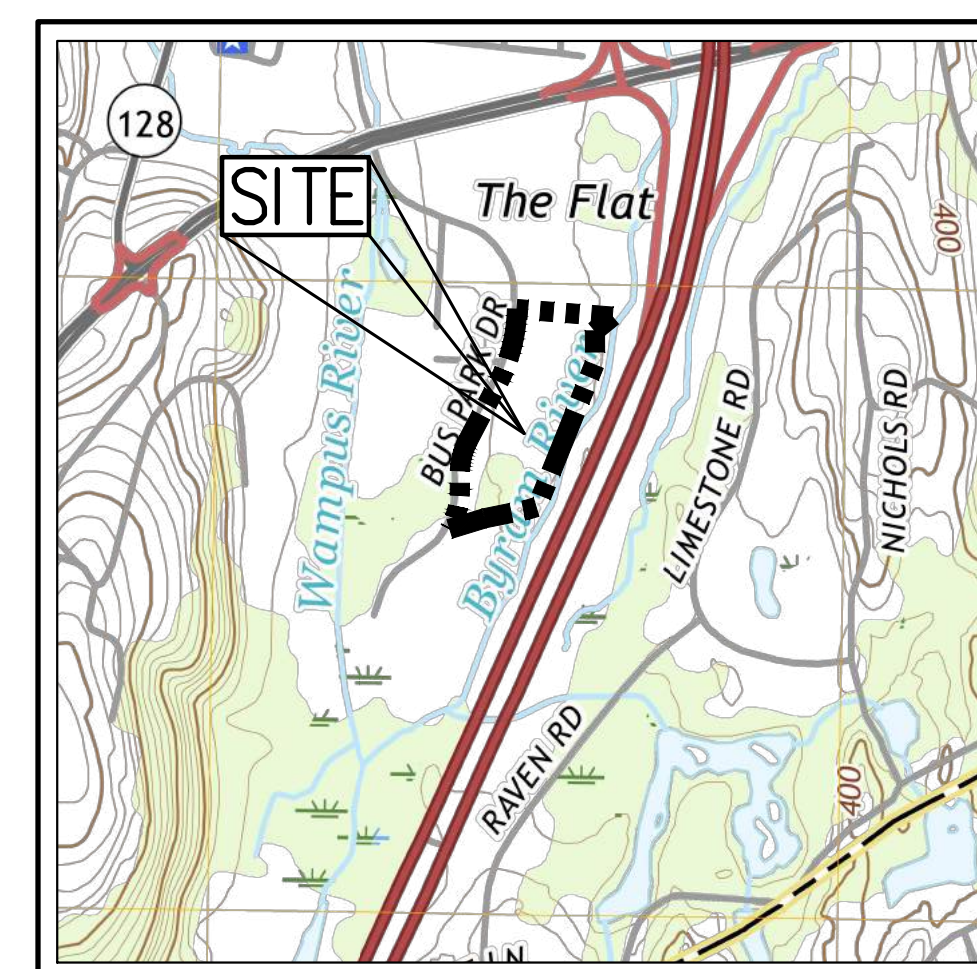 128
SITE
The Flat
400
BUS PARK DR
Wampus River
Byram River
LIMESTONE RD
NICHOLS RD
RAVEN RD
400
LN